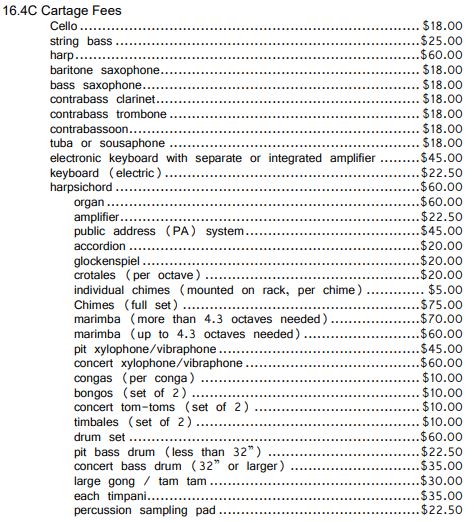 16.4C Cartage Fees
Cello ........................ $18.00
string bass ........................ $25.00
harp ........................ $60.00
baritone saxophone ........................ $18.00
bass saxophone ........................ $18.00
contrabass clarinet ........................ $18.00
contrabass trombone ........................ $18.00
contrabassoon ........................ $18.00
tuba or sousaphone ........................ $18.00
electronic keyboard with separate or integrated amplifier ......... $45.00
keyboard (electric) ........................ $22.50
harpsichord ........................ $60.00
organ ........................ $60.00
amplifier ........................ $22.50
public address (PA) system ........................ $45.00
accordion ........................ $20.00
glockenspiel ........................ $20.00
crotales (per octave) ........................ $20.00
individual chimes (mounted on rack, per chime) ............. $5.00
Chimes (full set) ........................ $75.00
marimba (more than 4.3 octaves needed) .................... $70.00
marimba (up to 4.3 octaves needed) ........................ $60.00
pit xylophone/vibraphone ........................ $45.00
concert xylophone/vibraphone ........................ $60.00
congas (per conga) ........................ $10.00
bongos (set of 2) ........................ $10.00
concert tom-toms (set of 2) ........................ $10.00
timbales (set of 2) ........................ $10.00
drum set ........................ $60.00
pit bass drum (less than 32”) ........................ $22.50
concert bass drum (32” or larger) ........................ $35.00
large gong / tam tam ........................ $30.00
each timpani ........................ $35.00
percussion sampling pad ........................ $22.50